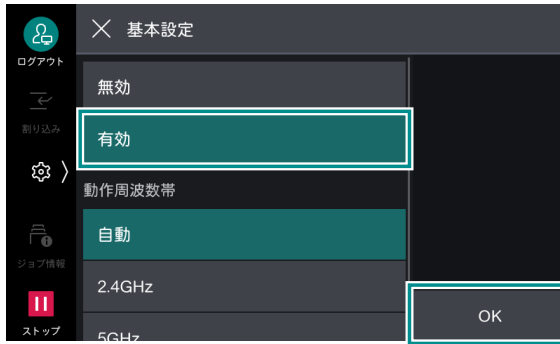 基本設定
ログアウト
無効
割り込み
有効
動作周波数帯
自動
ジョブ情報
2.4GHz
OK
ストップ
5GHz